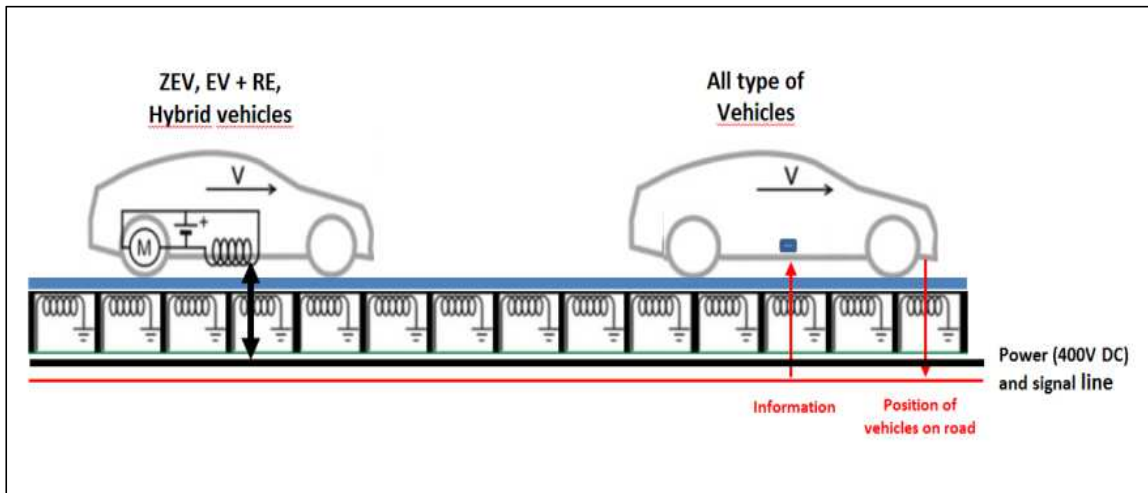 ZEV, EV + RE,
Hybrid vehicles
All type of
Vehicles
V
V
+
M
Power (400V DC)
and signal line
Information
Position of
vehicles on road